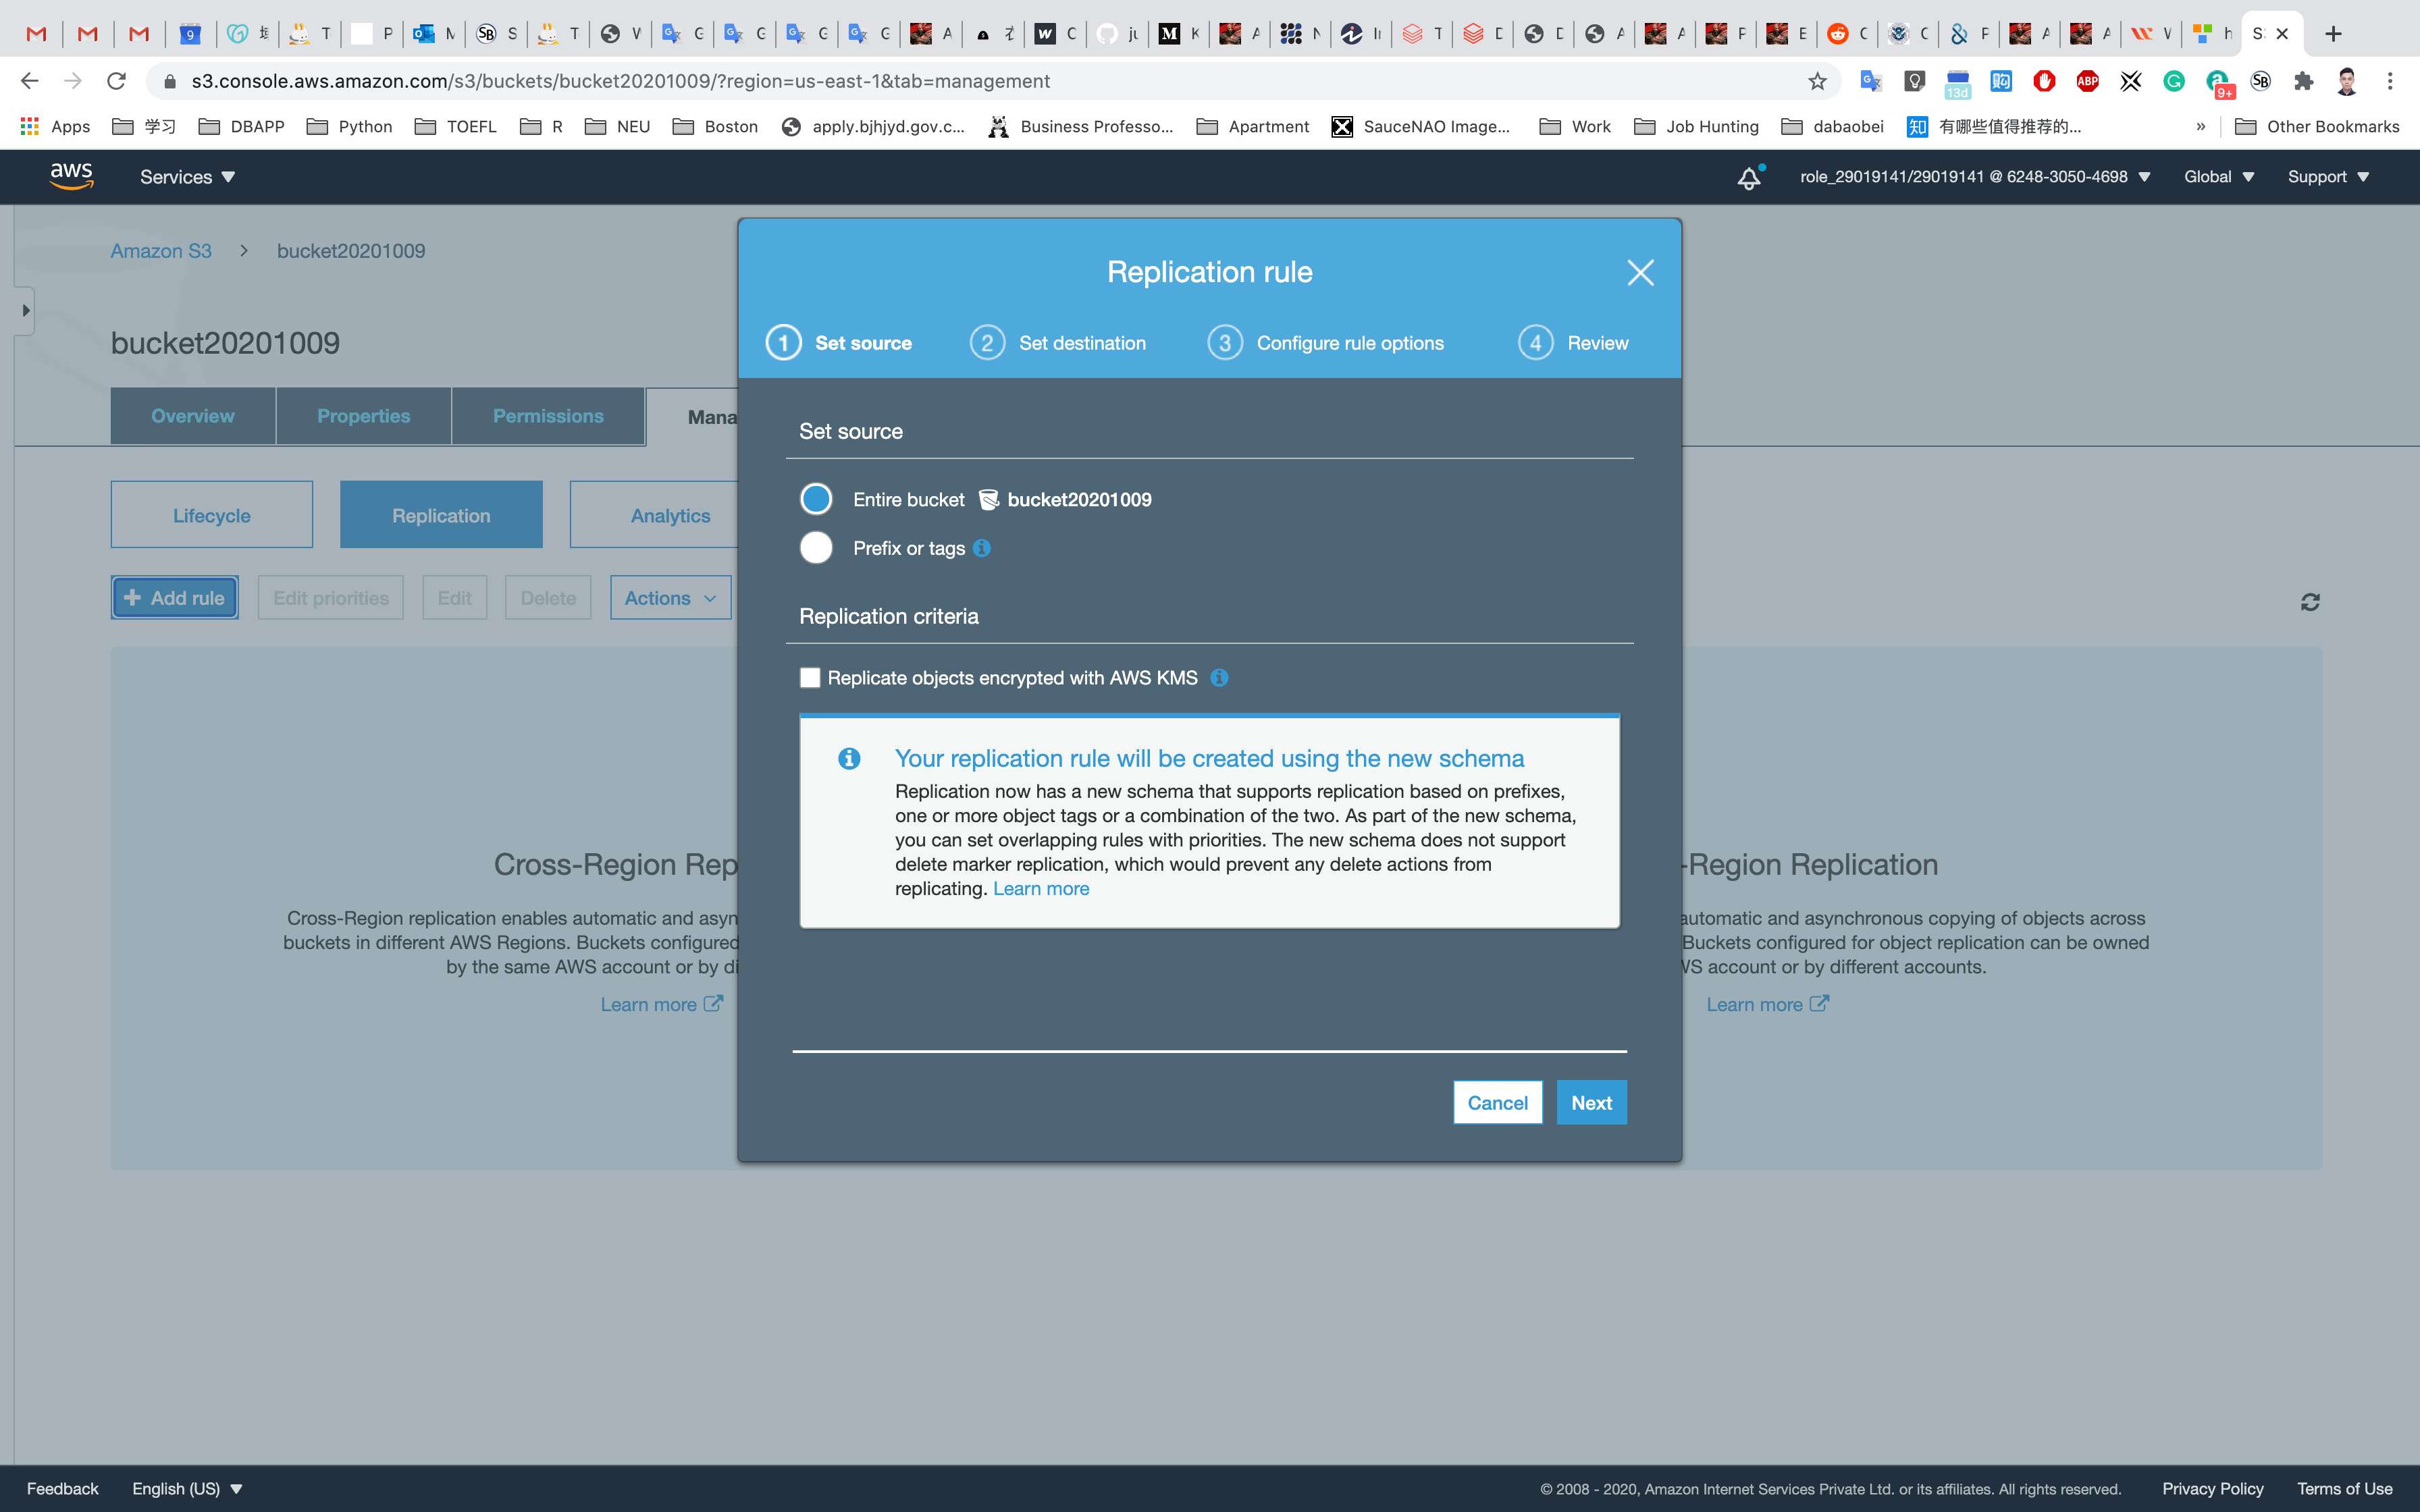 9
T
P
M
S
T
W
G
G
G
G
A
C
K
A
N
T
D
D
A
A
P
E
C
C
P
A
A
W
h
S
s3.console.aws.amazon.com/s3/buckets/bucket20201009/?region=us-east-1&tab=management
13d
ABP
9+
SB
Apps
学习
DBAPP
Python
TOEFL
R
NEU
Boston
apply.bjhjyd.gov.c...
Business Professo...
Apartment
SauceNAO Image...
Work
Job Hunting
dabaobei
知 有哪些值得推荐的...
»
Other Bookmarks
aws
Services
role_29019141/29019141 @ 6248-3050-4698
Global
Support
Amazon S3 > bucket20201009
bucket20201009
Overview
Properties
Permissions
Mana
Lifecycle
Replication
Analytics
Add rule
Edit priorities
Edit
Delete
Actions
Cross-Region Rep
Cross-Region replication enables automatic and asyn
buckets in different AWS Regions. Buckets configured
by the same AWS account or by di
Learn more
Replication rule
1 Set source
2 Set destination
3 Configure rule options
4 Review
Set source
Entire bucket bucket20201009
Prefix or tags
Replication criteria
Replicate objects encrypted with AWS KMS
Your replication rule will be created using the new schema
Replication now has a new schema that supports replication based on prefixes,
one or more object tags or a combination of the two. As part of the new schema,
you can set overlapping rules with priorities. The new schema does not support
delete marker replication, which would prevent any delete actions from
replicating. Learn more
Cancel
Next
-Region Replication
automatic and asynchronous copying of objects across
Buckets configured for object replication can be owned
WS account or by different accounts.
Learn more
Feedback
English (US)
© 2008 - 2020, Amazon Internet Services Private Ltd. or its affiliates. All rights reserved.
Privacy Policy
Terms of Use